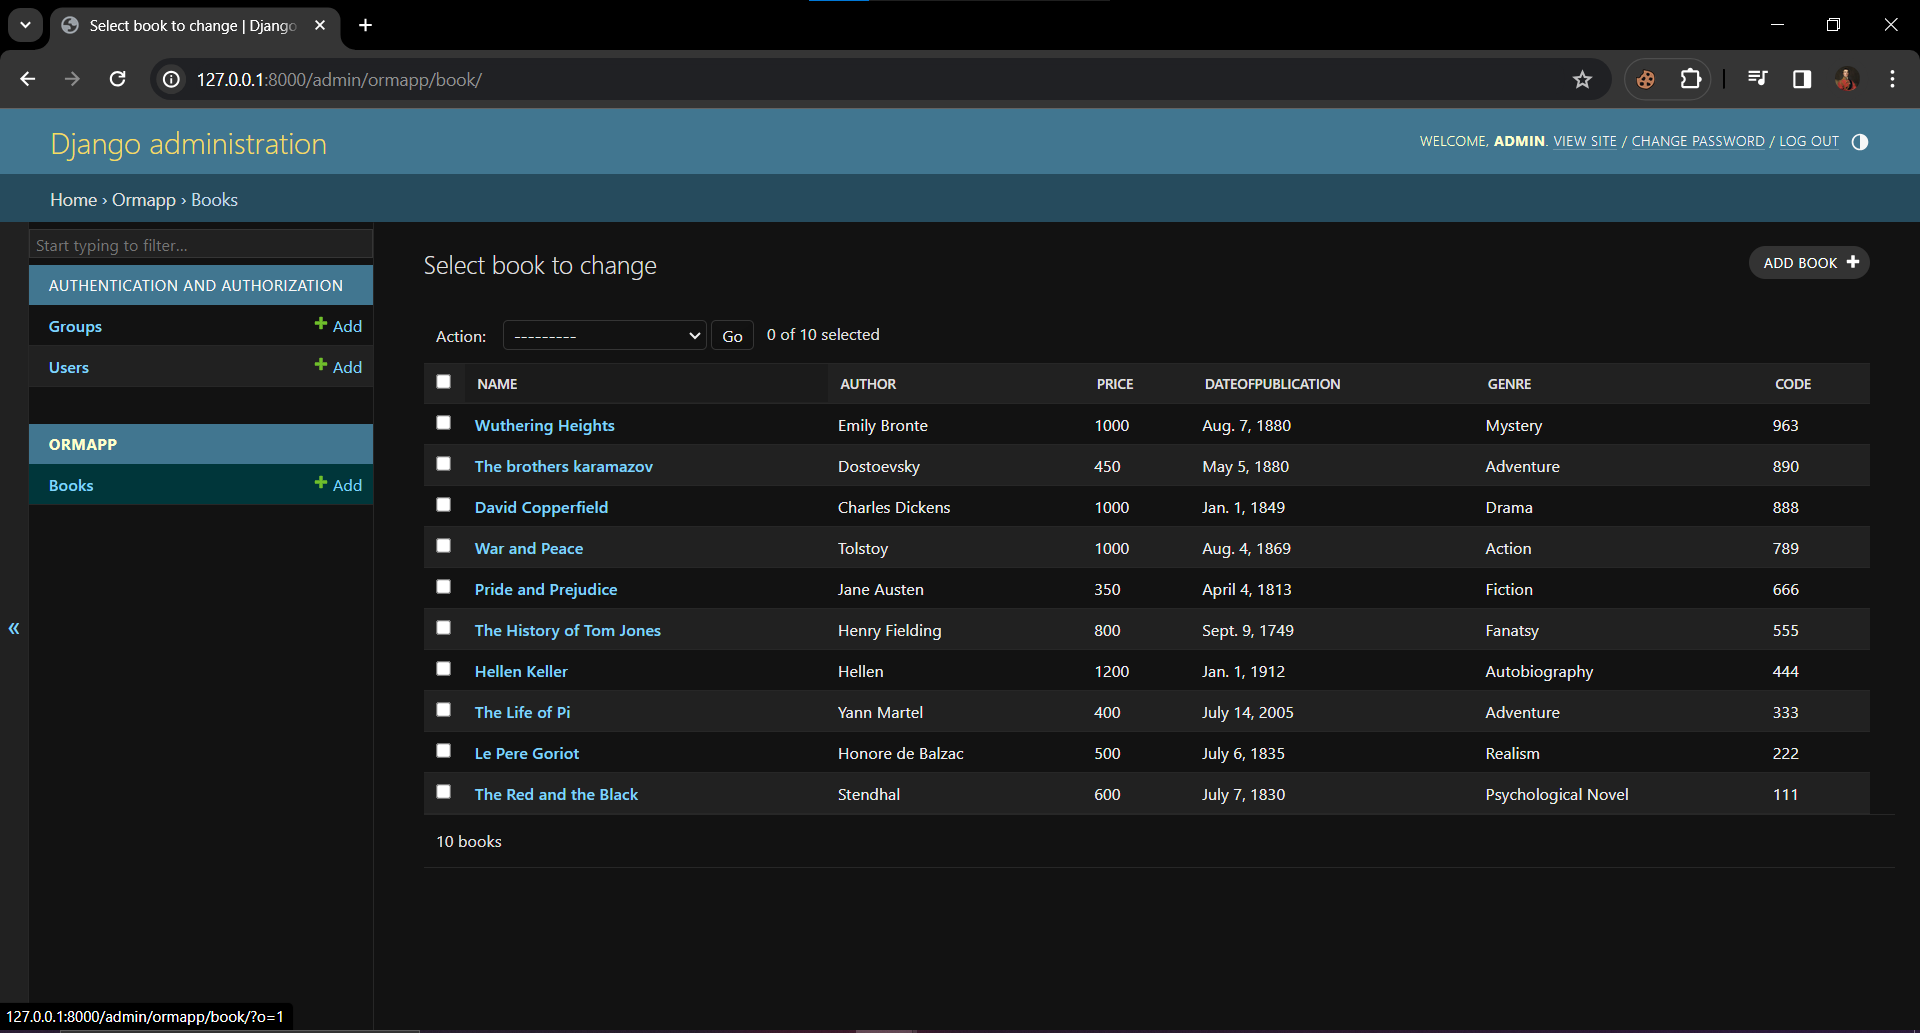 Select book to change | Django
127.0.0.1:8000/admin/ormapp/book/
Django administration
WELCOME, ADMIN. VIEW SITE / CHANGE PASSWORD / LOG OUT
Home › Ormapp › Books
Start typing to filter...
AUTHENTICATION AND AUTHORIZATION
Groups + Add
Users + Add
ORMAPP
Books + Add
«
Select book to change
ADD BOOK +
Action: --------- Go 0 of 10 selected
NAME AUTHOR PRICE DATEOFPUBLICATION GENRE CODE
Wuthering Heights Emily Bronte 1000 Aug. 7, 1880 Mystery 963
The brothers karamazov Dostoevsky 450 May 5, 1880 Adventure 890
David Copperfield Charles Dickens 1000 Jan. 1, 1849 Drama 888
War and Peace Tolstoy 1000 Aug. 4, 1869 Action 789
Pride and Prejudice Jane Austen 350 April 4, 1813 Fiction 666
The History of Tom Jones Henry Fielding 800 Sept. 9, 1749 Fanatsy 555
Hellen Keller Hellen 1200 Jan. 1, 1912 Autobiography 444
The Life of Pi Yann Martel 400 July 14, 2005 Adventure 333
Le Pere Goriot Honore de Balzac 500 July 6, 1835 Realism 222
The Red and the Black Stendhal 600 July 7, 1830 Psychological Novel 111
10 books
127.0.0.1:8000/admin/ormapp/book/?o=1